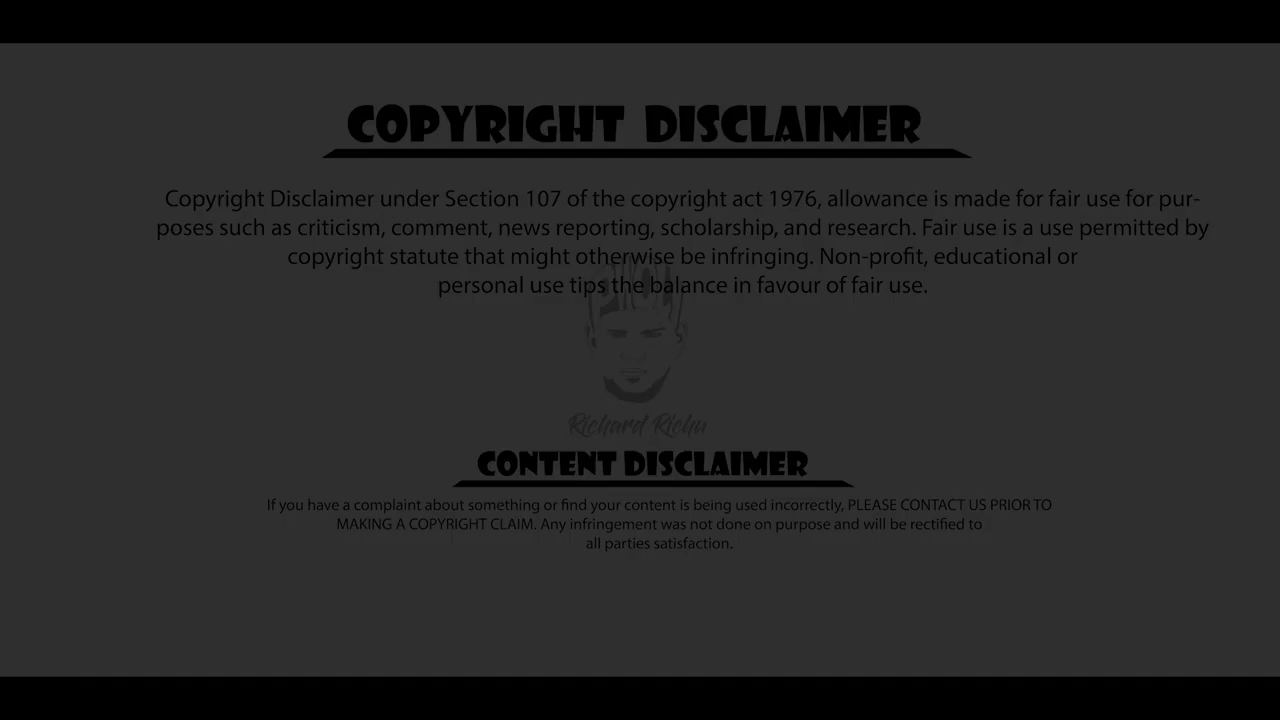 COPYRIGHT DISCLAIMER
Copyright Disclaimer under Section 107 of the copyright act 1976, allowance is made for fair use for pur-
poses such as criticism, comment, news reporting, scholarship, and research. Fair use is a use permitted by
copyright statute that might otherwise be infringing. Non-profit, educational or
personal use tips the balance in favour of fair use.
Richard Richu
CONTENT DISCLAIMER
If you have a complaint about something or find your content is being used incorrectly, PLEASE CONTACT US PRIOR TO
MAKING A COPYRIGHT CLAIM. Any infringement was not done on purpose and will be rectified to
all parties satisfaction.